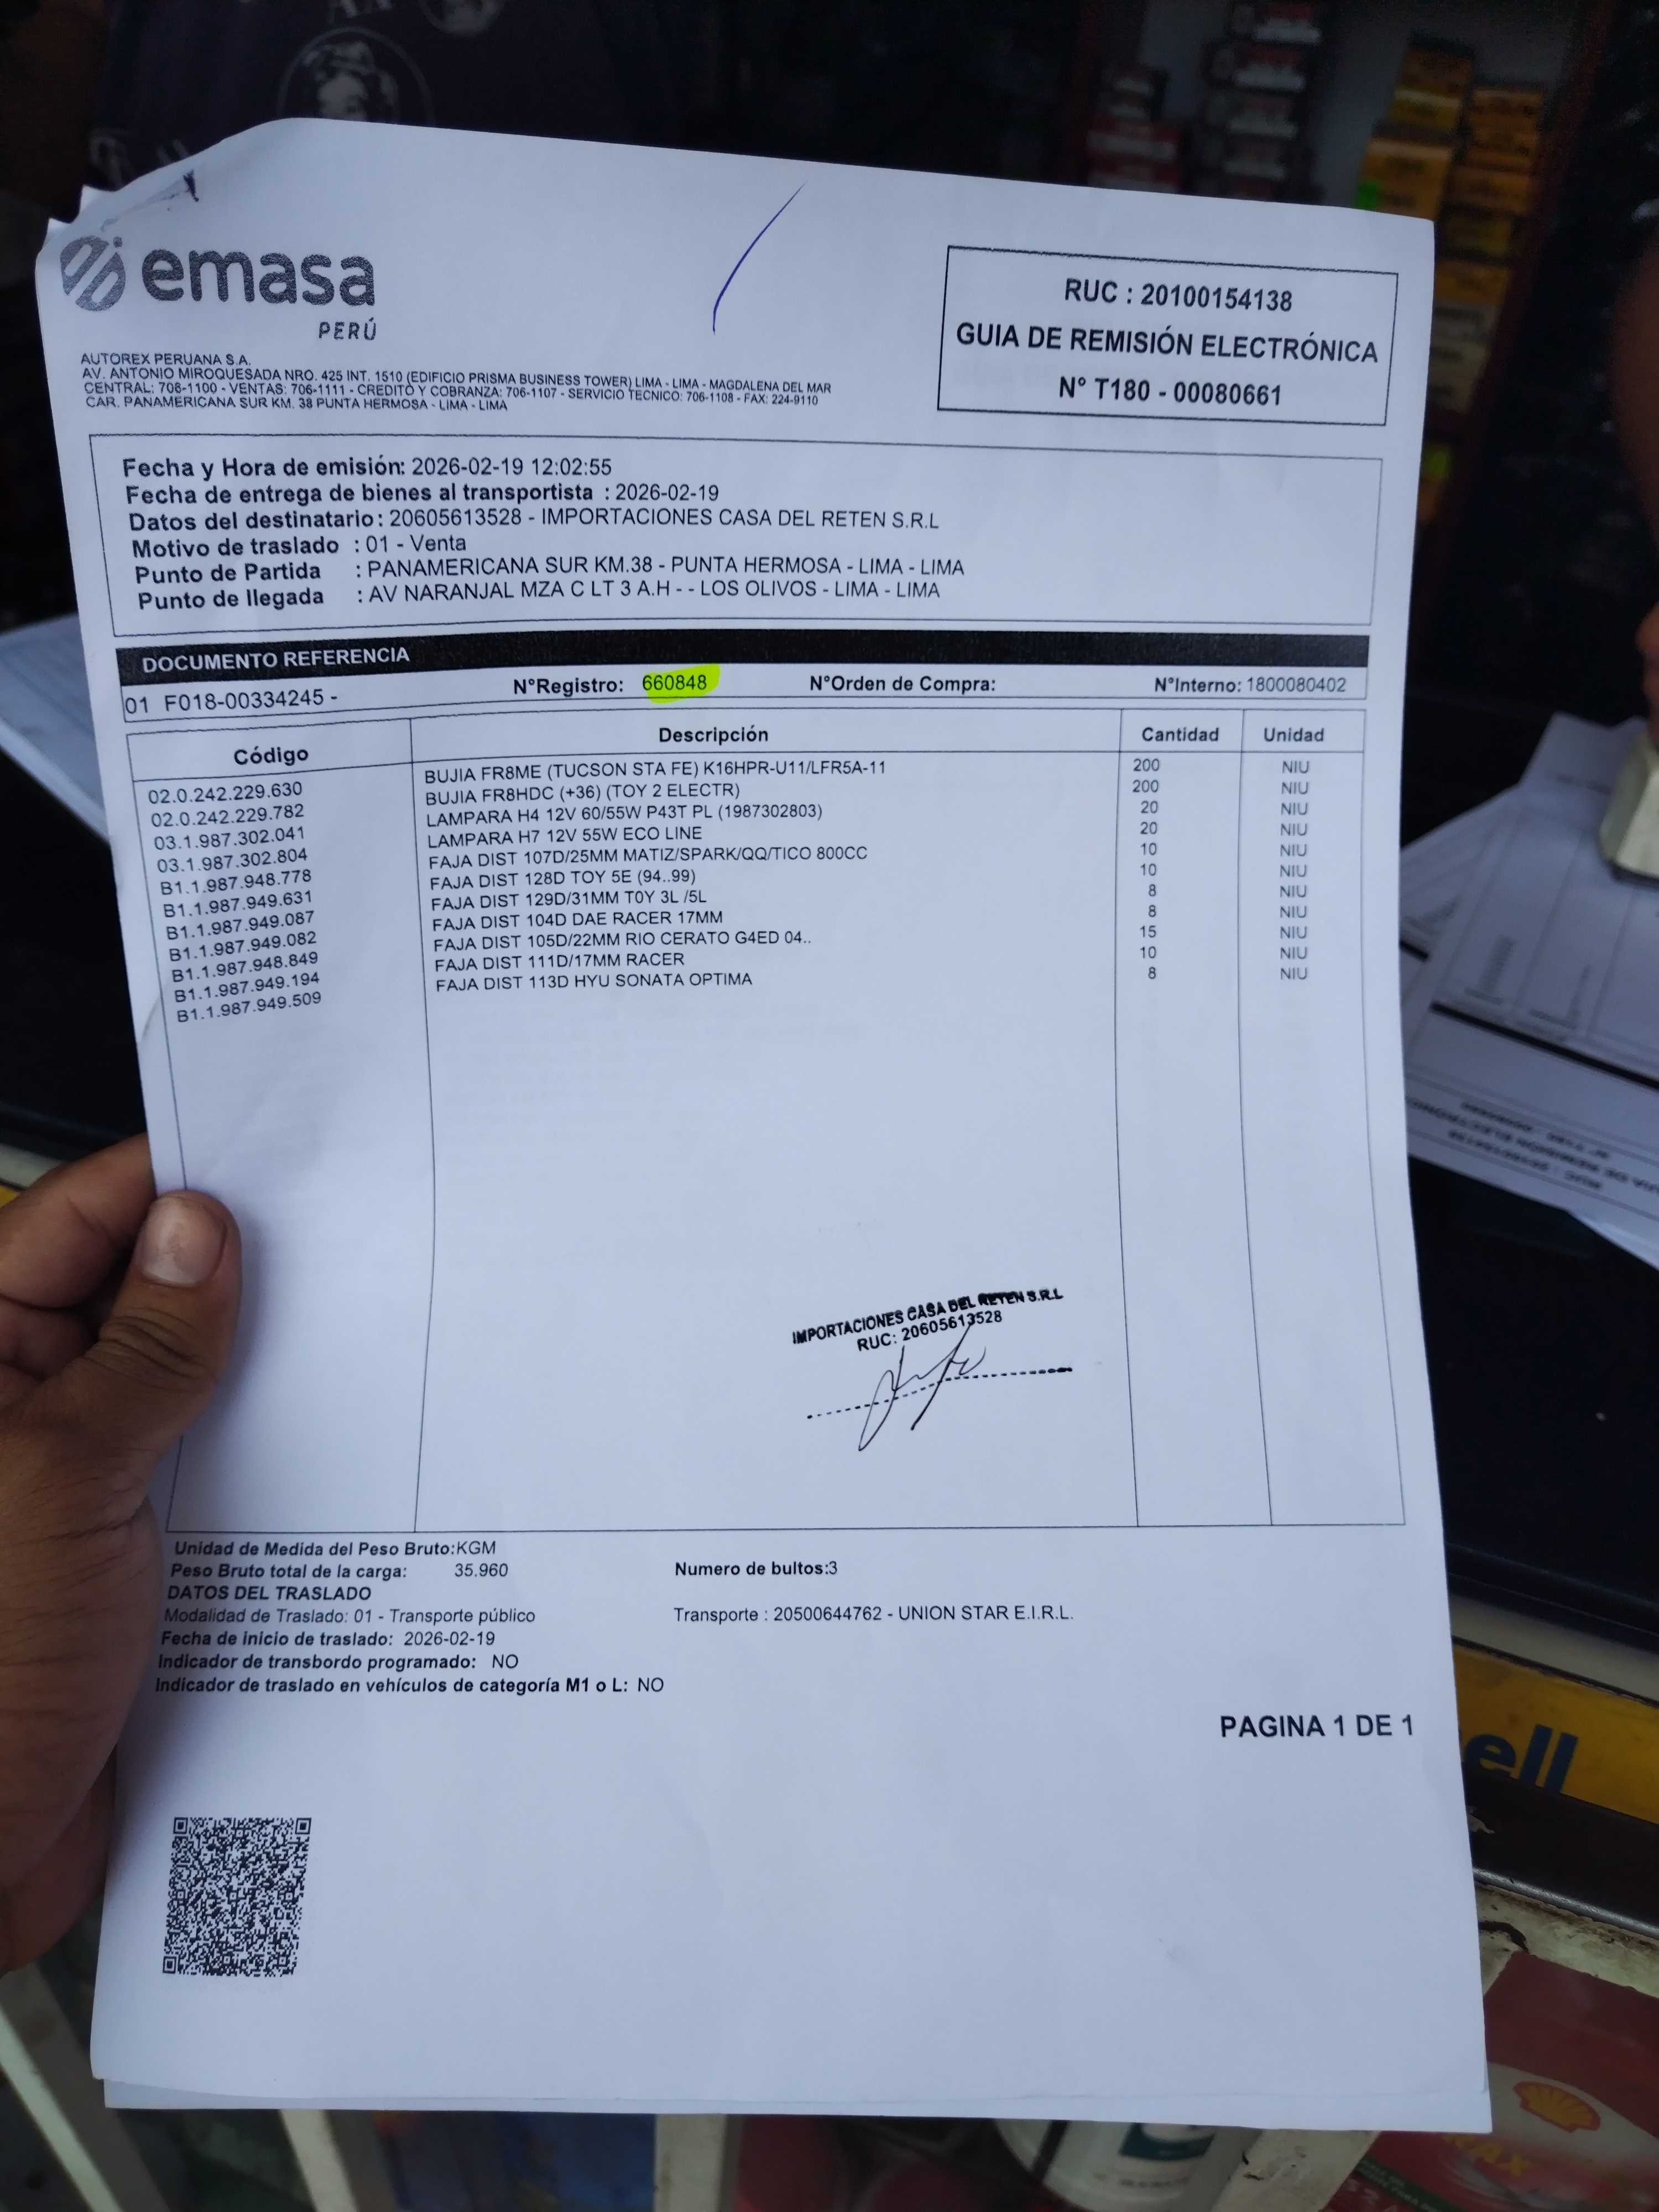 emasa
PERÚ
AUTOREX PERUANA S.A.
AV. ANTONIO MIROQUESADA NRO. 425 INT. 1510 (EDIFICIO PRISMA BUSINESS TOWER) LIMA - LIMA - MAGDALENA DEL MAR
CENTRAL: 706-1100 - VENTAS: 706-1111 - CREDITO Y COBRANZA: 706-1107 - SERVICIO TECNICO: 706-1108 - FAX: 224-9110
CAR. PANAMERICANA SUR KM. 38 PUNTA HERMOSA - LIMA - LIMA
RUC : 20100154138
GUIA DE REMISIÓN ELECTRÓNICA
N° T180 - 00080661
Fecha y Hora de emisión: 2026-02-19 12:02:55
Fecha de entrega de bienes al transportista : 2026-02-19
Datos del destinatario: 20605613528 - IMPORTACIONES CASA DEL RETEN S.R.L
Motivo de traslado : 01 - Venta
Punto de Partida : PANAMERICANA SUR KM.38 - PUNTA HERMOSA - LIMA - LIMA
Punto de llegada : AV NARANJAL MZA C LT 3 A.H - - LOS OLIVOS - LIMA - LIMA
DOCUMENTO REFERENCIA
01 F018-00334245 - N°Registro: 660848 N°Orden de Compra: N°Interno: 1800080402
Código Descripción Cantidad Unidad
02.0.242.229.630 BUJIA FR8ME (TUCSON STA FE) K16HPR-U11/LFR5A-11 200 NIU
02.0.242.229.782 BUJIA FR8HDC (+36) (TOY 2 ELECTR) 200 NIU
03.1.987.302.041 LAMPARA H4 12V 60/55W P43T PL (1987302803) 20 NIU
03.1.987.302.804 LAMPARA H7 12V 55W ECO LINE 20 NIU
B1.1.987.948.778 FAJA DIST 107D/25MM MATIZ/SPARK/QQ/TICO 800CC 10 NIU
B1.1.987.949.631 FAJA DIST 128D TOY 5E (94..99) 10 NIU
B1.1.987.949.087 FAJA DIST 129D/31MM T0Y 3L /5L 8 NIU
B1.1.987.949.082 FAJA DIST 104D DAE RACER 17MM 8 NIU
B1.1.987.948.849 FAJA DIST 105D/22MM RIO CERATO G4ED 04.. 15 NIU
B1.1.987.949.194 FAJA DIST 111D/17MM RACER 10 NIU
B1.1.987.949.509 FAJA DIST 113D HYU SONATA OPTIMA 8 NIU
IMPORTACIONES CASA DEL RETEN S.R.L
RUC: 20605613528
Unidad de Medida del Peso Bruto:KGM
Peso Bruto total de la carga: 35.960 Numero de bultos:3
DATOS DEL TRASLADO
Modalidad de Traslado: 01 - Transporte público Transporte : 20500644762 - UNION STAR E.I.R.L.
Fecha de inicio de traslado: 2026-02-19
Indicador de transbordo programado: NO
Indicador de traslado en vehículos de categoría M1 o L: NO
PAGINA 1 DE 1
ell